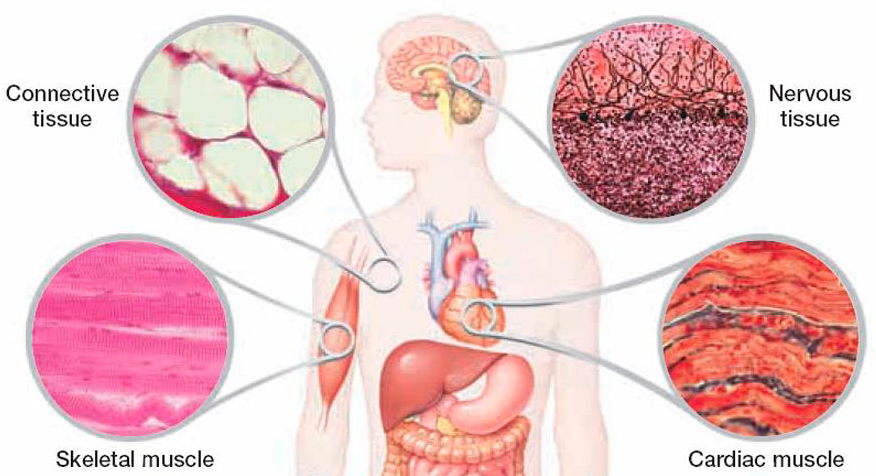 Connective
tissue
Nervous
tissue
Skeletal muscle
Cardiac muscle